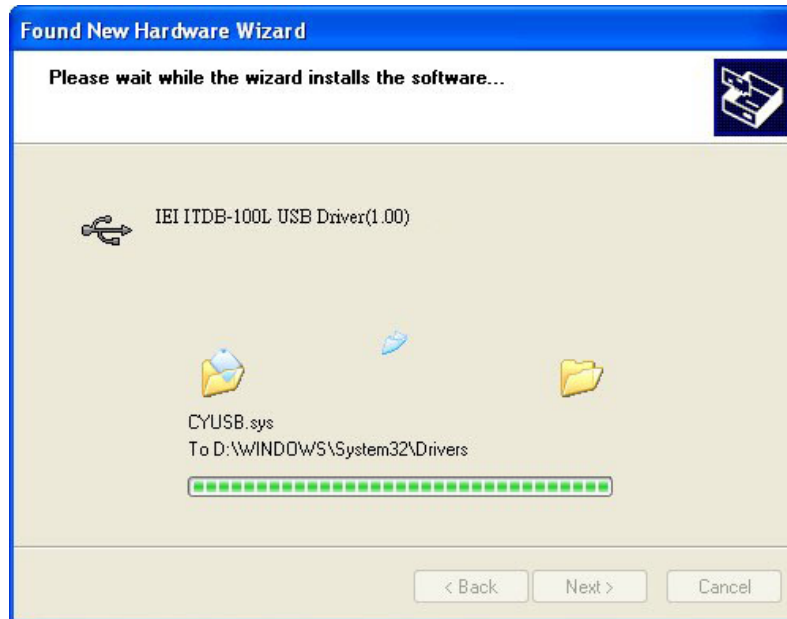 Found New Hardware Wizard
Please wait while the wizard installs the software...
IEI ITDB-100L USB Driver(1.00)
CYUSB.sys
To D:\WINDOWS\System32\Drivers
< Back Next > Cancel